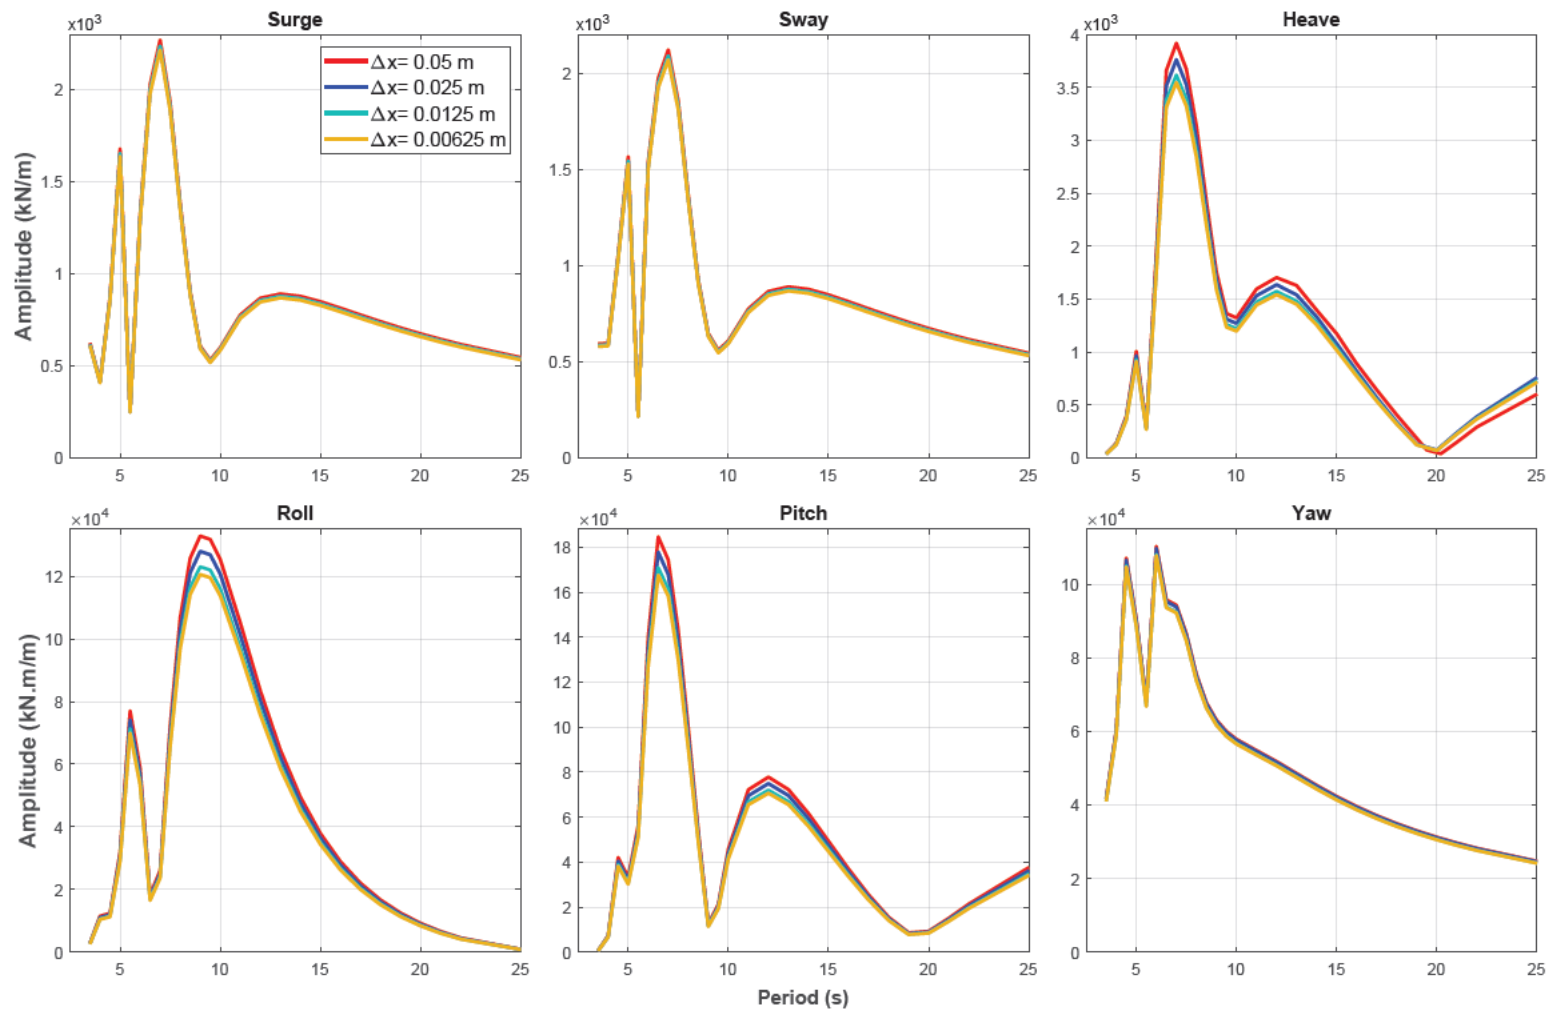 Surge
x10³
Amplitude (kN/m)
2
1.5
1
0.5
0
5 10 15 20 25
Δx= 0.05 m
Δx= 0.025 m
Δx= 0.0125 m
Δx= 0.00625 m
Sway
x10³
2
1.5
1
0.5
0
5 10 15 20 25
Heave
x10³
4
3.5
3
2.5
2
1.5
1
0.5
0
5 10 15 20 25
Roll
×10⁴
Amplitude (kN.m/m)
12
10
8
6
4
2
0
5 10 15 20 25
Pitch
×10⁴
18
16
14
12
10
8
6
4
2
0
5 10 15 20 25
Period (s)
Yaw
×10⁴
10
8
6
4
2
0
5 10 15 20 25